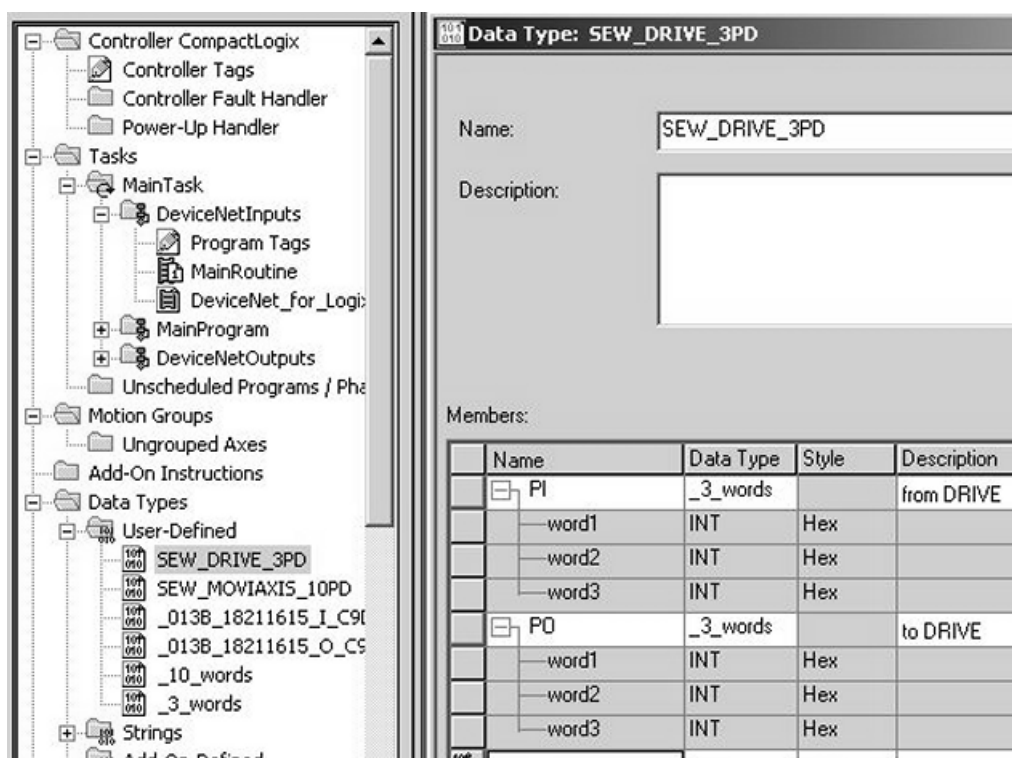 Controller CompactLogix
Controller Tags
Controller Fault Handler
Power-Up Handler
Tasks
MainTask
DeviceNetInputs
Program Tags
MainRoutine
DeviceNet_for_Logi
MainProgram
DeviceNetOutputs
Unscheduled Programs / Pha
Motion Groups
Ungrouped Axes
Add-On Instructions
Data Types
User-Defined
SEW_DRIVE_3PD
SEW_MOVIAXIS_10PD
_013B_18211615_I_C9
_013B_18211615_O_C9
_10_words
_3_words
Strings
Add-On-Defined
Data Type: SEW_DRIVE_3PD
Name: SEW_DRIVE_3PD
Description:
Members:
Name Data Type Style Description
PI _3_words from DRIVE
word1 INT Hex
word2 INT Hex
word3 INT Hex
PO _3_words to DRIVE
word1 INT Hex
word2 INT Hex
word3 INT Hex